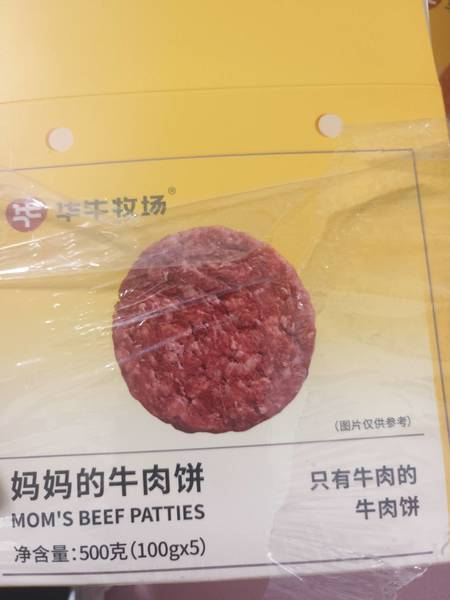 华牛牧场®
(图片仅供参考)
妈妈的牛肉饼
MOM'S BEEF PATTIES
净含量:500克(100gx5)
只有牛肉的
牛肉饼